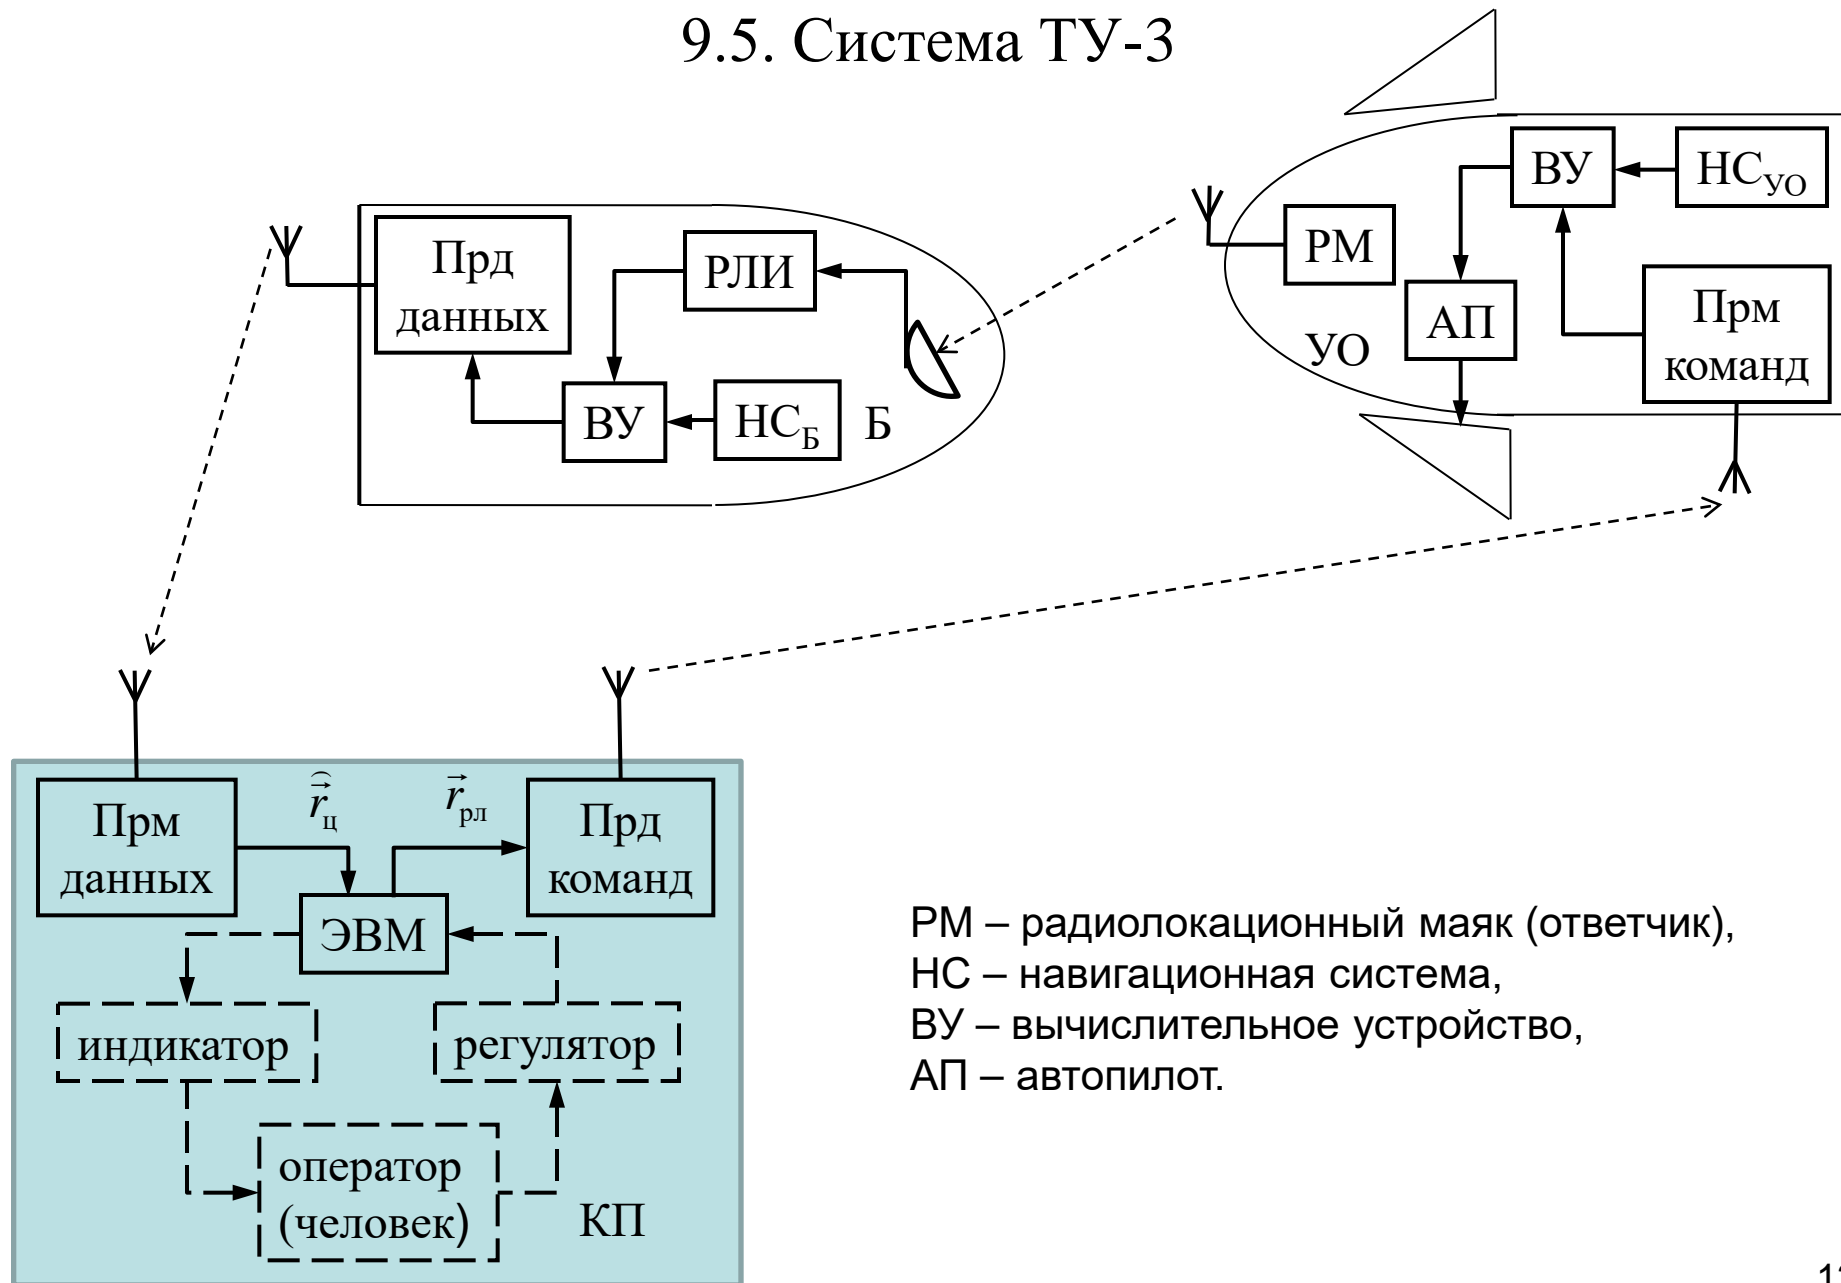 9.5. Система ТУ-3
ВУ
НС_УО
РМ
Прд
данных
РЛИ
АП
УО
Прм
команд
ВУ
НС_Б
Б
Прм
данных
r_ц
r_рл
Прд
команд
ЭВМ
индикатор
регулятор
оператор
(человек)
КП
РМ – радиолокационный маяк (ответчик),
НС – навигационная система,
ВУ – вычислительное устройство,
АП – автопилот.